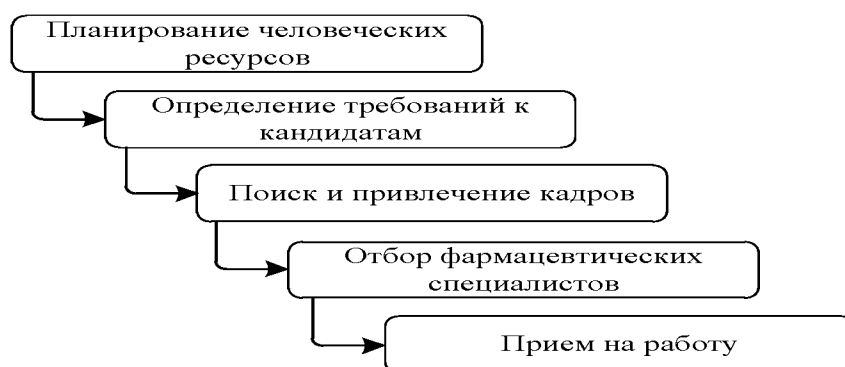 Планирование человеческих
ресурсов
Определение требований к
кандидатам
Поиск и привлечение кадров
Отбор фармацевтических
специалистов
Прием на работу